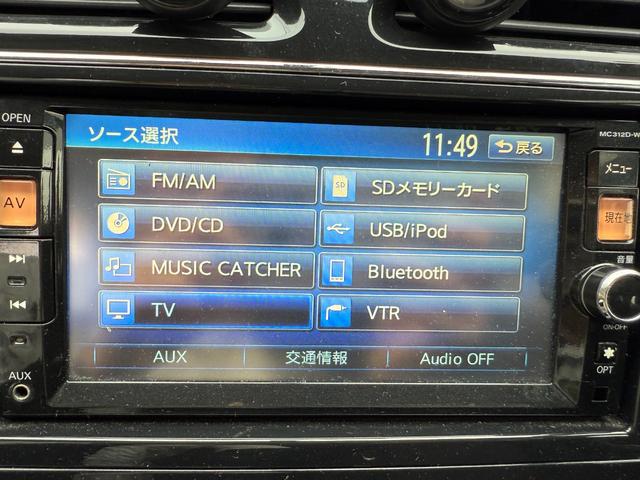 OPEN
MC312D-W
ソース選択
11:49
戻る
メニュー
AV
FM/AM
SD
SDメモリーカード
DVD/CD
USB/iPod
現在地
MUSIC CATCHER
Bluetooth
音量
TV
VTR
ON・OFF
AUX
交通情報
Audio OFF
AUX
OPT